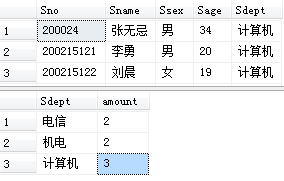 Sno Sname Ssex Sage Sdept
1 200024 张无忌 男 34 计算机
2 200215121 李勇 男 20 计算机
3 200215122 刘晨 女 19 计算机
Sdept amount
1 电信 2
2 机电 2
3 计算机 3